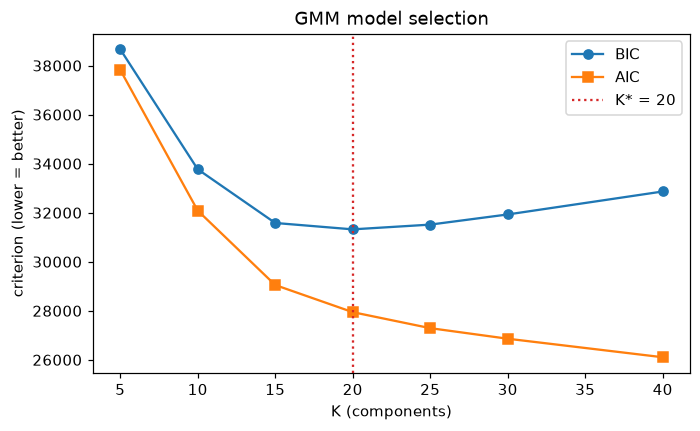 GMM model selection
BIC
AIC
K* = 20
criterion (lower = better)
38000
36000
34000
32000
30000
28000
26000
5 10 15 20 25 30 35 40
K (components)